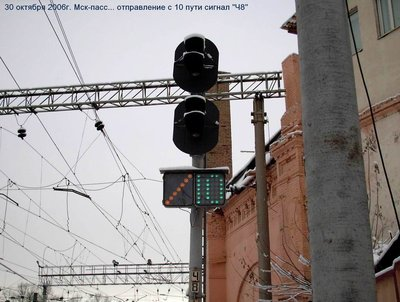 30 октября 2006г. Мск-пасс... отправление с 10 пути сигнал "Ч8"